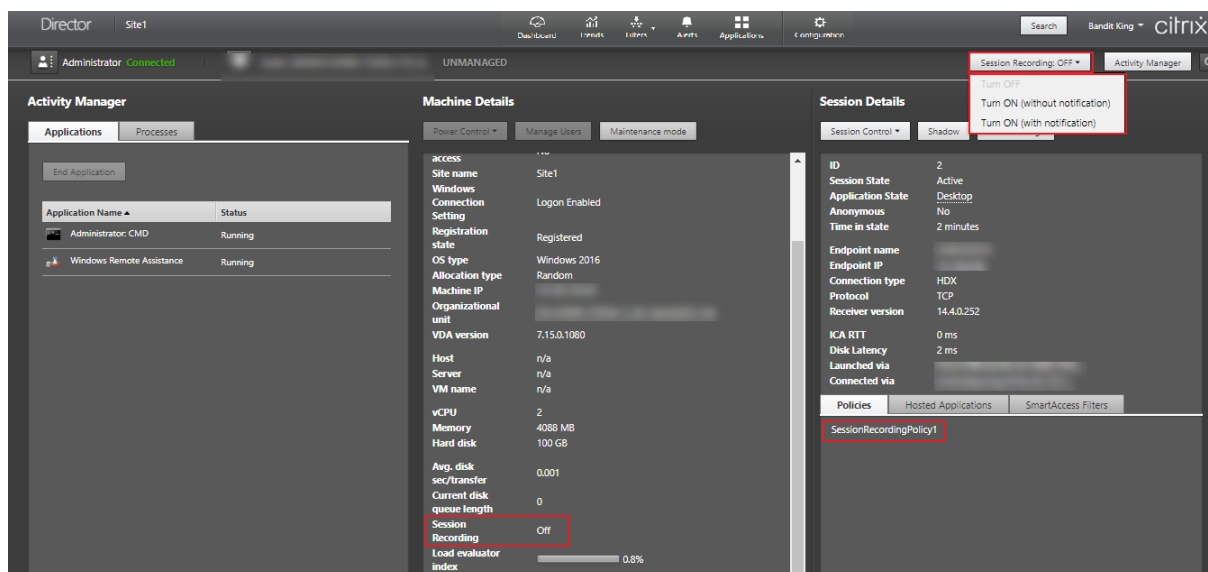 Director Site1
Dashboard Trends Filters Alerts Applications Configuration
Search Bandit King citrix
Administrator Connected
UNMANAGED
Session Recording: OFF Activity Manager
Turn OFF
Turn ON (without notification)
Turn ON (with notification)
Activity Manager
Applications Processes
End Application
Application Name Status
Administrator: CMD Running
Windows Remote Assistance Running
Machine Details
Power Control Manage Users Maintenance mode
access No
Site name Site1
Windows
Connection Logon Enabled
Setting
Registration
state Registered
OS type Windows 2016
Allocation type Random
Machine IP
Organizational
unit
VDA version 7.15.0.1080
Host n/a
Server n/a
VM name n/a
vCPU 2
Memory 4088 MB
Hard disk 100 GB
Avg. disk
sec/transfer 0.001
Current disk
queue length 0
Session
Recording Off
Load evaluator
index 0.8%
Session Details
Session Control Shadow
ID 2
Session State Active
Application State Desktop
Anonymous No
Time in state 2 minutes
Endpoint name
Endpoint IP
Connection type HDX
Protocol TCP
Receiver version 14.4.0.252
ICA RTT 0 ms
Disk Latency 2 ms
Launched via
Connected via
Policies Hosted Applications SmartAccess Filters
SessionRecordingPolicy1